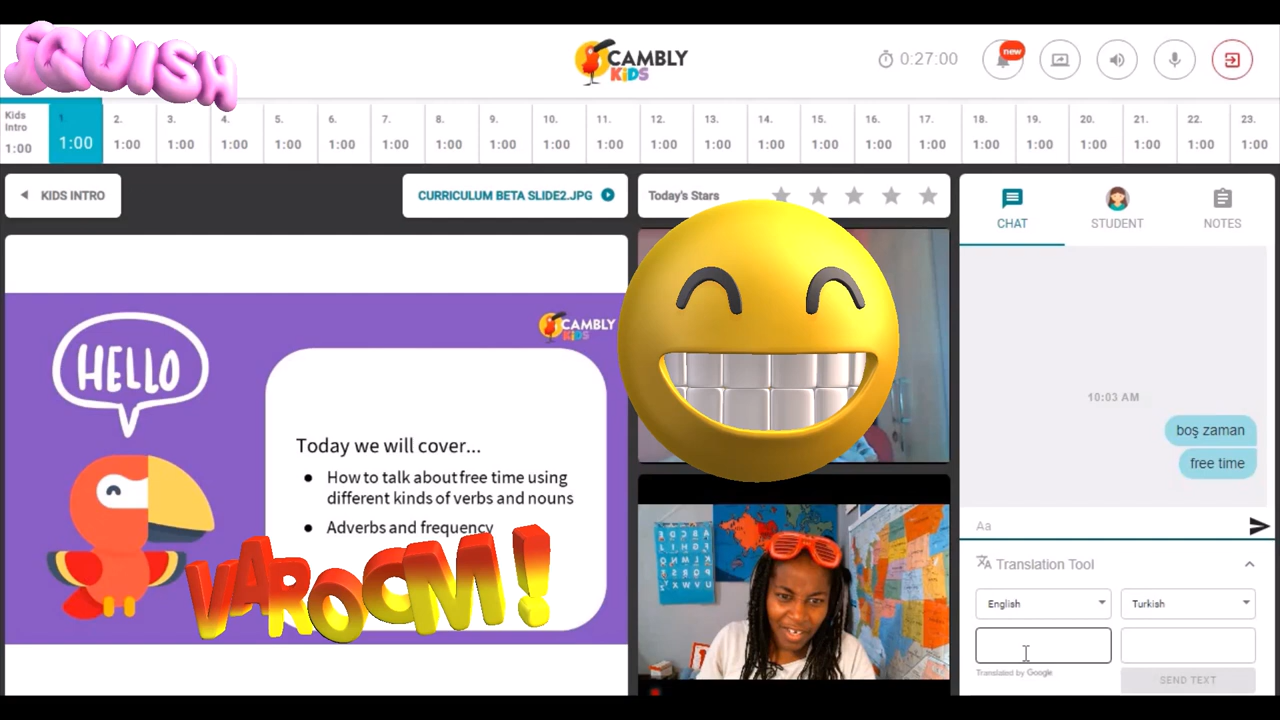 SQUISH
CAMBLY
KiDS
0:27:00
new
Kids
Intro
1:00
1.
1:00
2.
1:00
3.
1:00
4.
1:00
5.
1:00
6.
1:00
7.
1:00
8.
1:00
9.
1:00
10.
1:00
11.
1:00
12.
1:00
13.
1:00
14.
1:00
15.
1:00
16.
1:00
17.
1:00
18.
1:00
19.
1:00
20.
1:00
21.
1:00
22.
1:00
23.
1:00
KIDS INTRO
CURRICULUM BETA SLIDE2.JPG
Today's Stars
CHAT
STUDENT
NOTES
HELLO
CAMBLY
KiDS
Today we will cover...
● How to talk about free time using
different kinds of verbs and nouns
● Adverbs and frequency
VAROOM!
10:03 AM
boş zaman
free time
Aa
Translation Tool
English
Turkish
Translated by Google
SEND TEXT